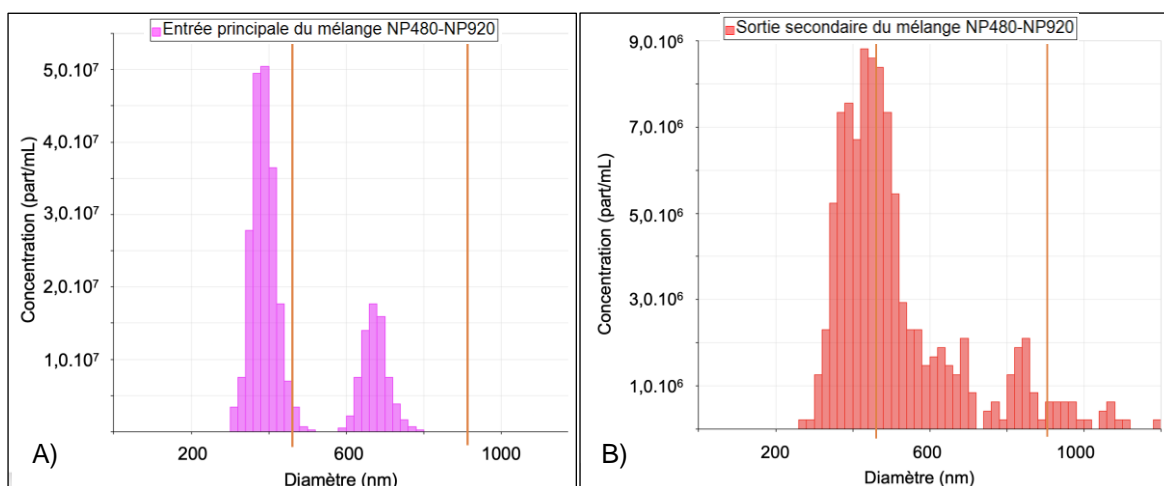 Entrée principale du mélange NP480-NP920
5,0.10⁷
4,0.10⁷
3,0.10⁷
2,0.10⁷
1,0.10⁷
Concentration (part/mL)
200
600
1000
Diamètre (nm)
A)
Sortie secondaire du mélange NP480-NP920
9,0.10⁶
7,0.10⁶
5,0.10⁶
3,0.10⁶
1,0.10⁶
Concentration (part/mL)
200
600
1000
Diamètre (nm)
B)